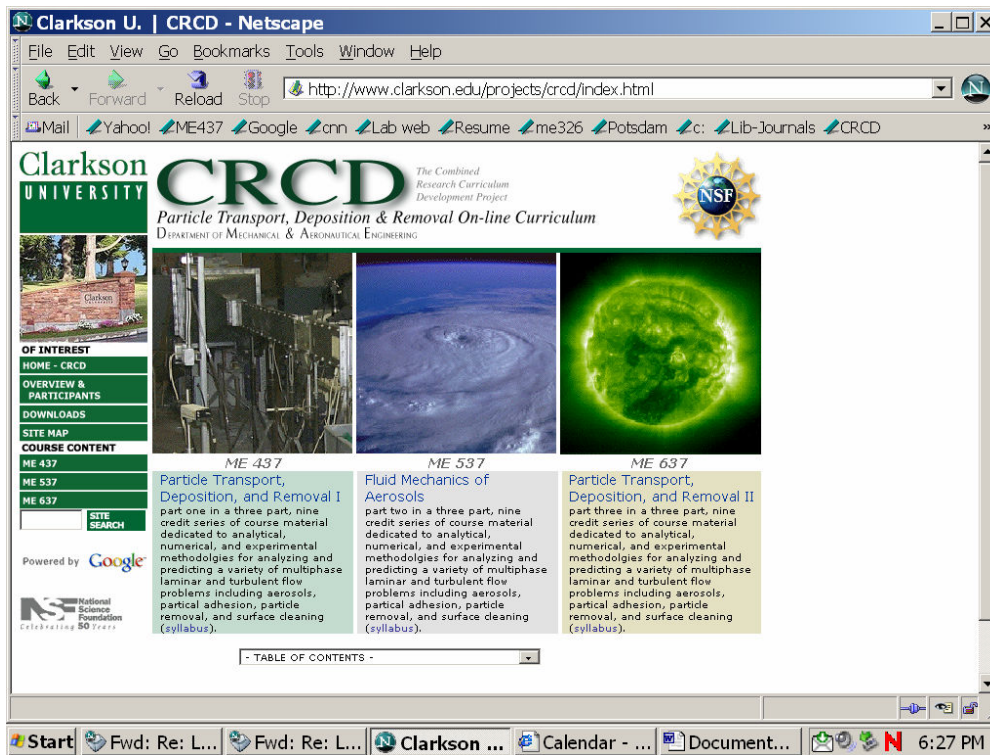 Clarkson U. | CRCD - Netscape
File Edit View Go Bookmarks Tools Window Help
Back Forward Reload Stop http://www.clarkson.edu/projects/crcd/index.html N
Mail Yahoo! ME437 Google cnn Lab web Resume me326 Potsdam c: Lib-Journals CRCD »
Clarkson
UNIVERSITY
CRCD
The Combined
Research Curriculum
Development Project
Particle Transport, Deposition & Removal On-line Curriculum
DEPARTMENT OF MECHANICAL & AERONAUTICAL ENGINEERING
NSF
Clarkson
OF INTEREST
HOME - CRCD
OVERVIEW &
PARTICIPANTS
DOWNLOADS
SITE MAP
COURSE CONTENT
ME 437
ME 537
ME 637
SITE
SEARCH
Powered by Google
NSF National
Science
Foundation
Celebrating 50 Years
ME 437
Particle Transport,
Deposition, and Removal I
part one in a three part, nine
credit series of course material
dedicated to analytical,
numerical, and experimental
methodolgies for analyzing and
predicting a variety of multiphase
laminar and turbulent flow
problems including aerosols,
partical adhesion, particle
removal, and surface cleaning
(syllabus).
ME 537
Fluid Mechanics of
Aerosols
part two in a three part, nine
credit series of course material
dedicated to analytical,
numerical, and experimental
methodolgies for analyzing and
predicting a variety of multiphase
laminar and turbulent flow
problems including aerosols,
partical adhesion, particle
removal, and surface cleaning
(syllabus).
ME 637
Particle Transport,
Deposition, and Removal II
part three in a three part, nine
credit series of course material
dedicated to analytical,
numerical, and experimental
methodolgies for analyzing and
predicting a variety of multiphase
laminar and turbulent flow
problems including aerosols,
partical adhesion, particle
removal, and surface cleaning
(syllabus).
- TABLE OF CONTENTS -
Start Fwd: Re: L... Fwd: Re: L... Clarkson ... Calendar - ... Document... N 6:27 PM